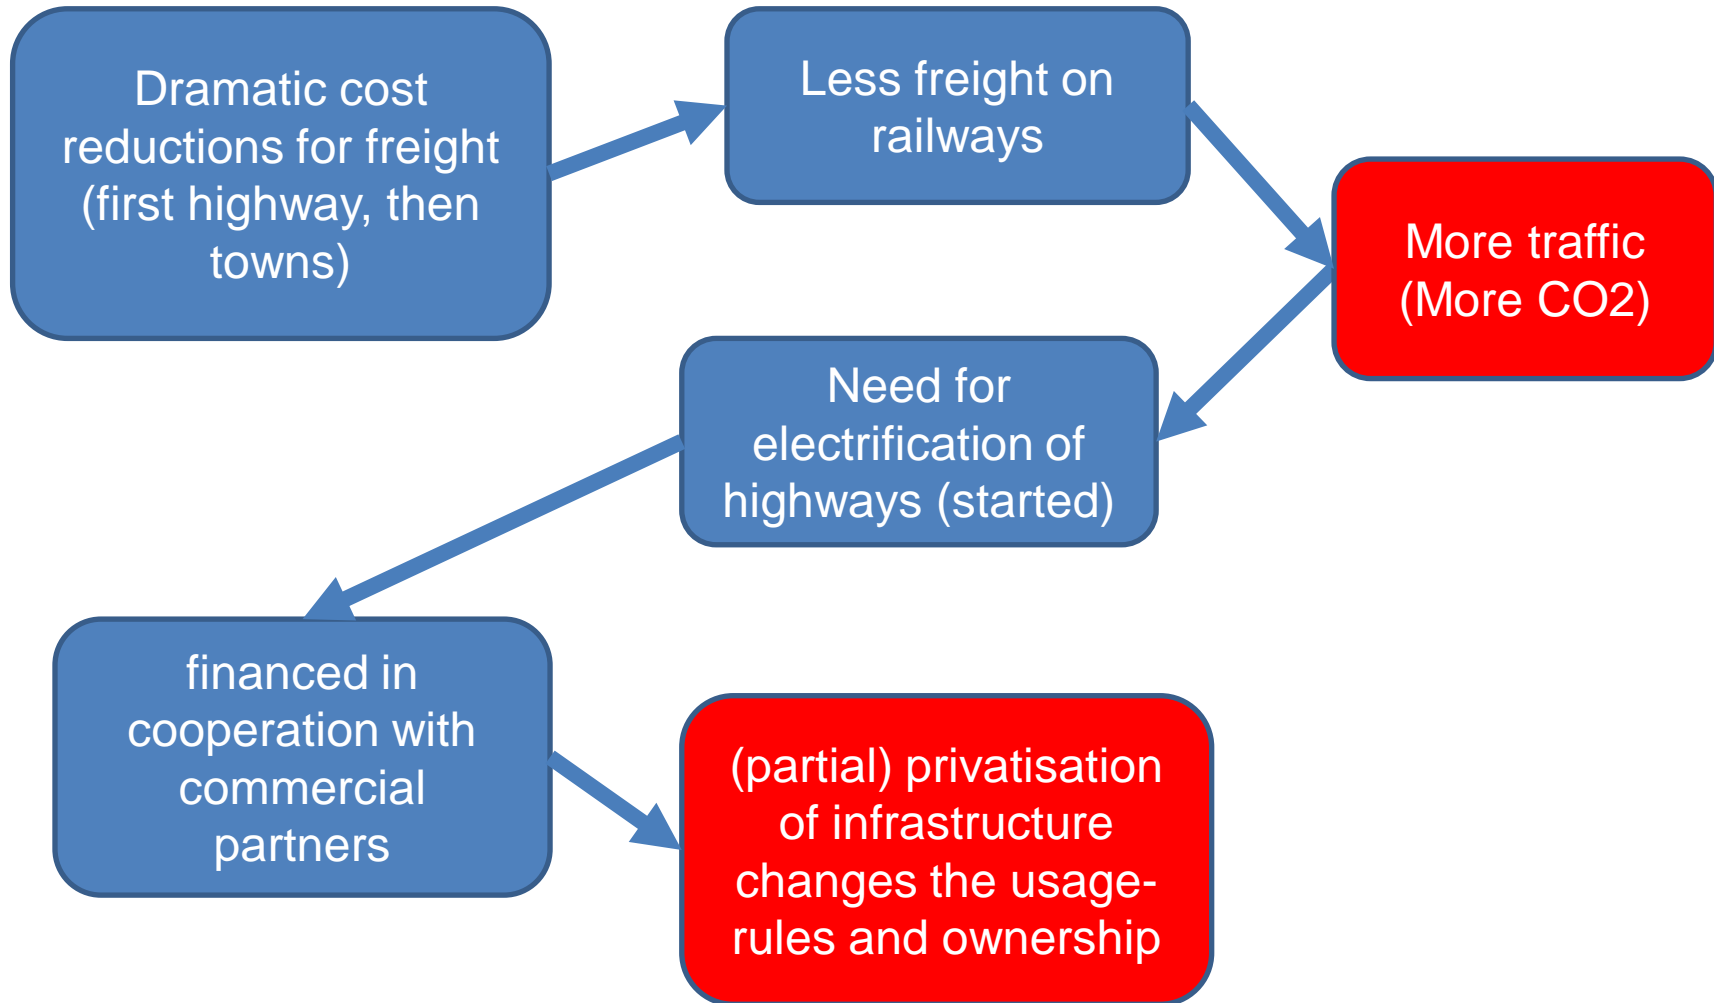 Dramatic cost
reductions for freight
(first highway, then
towns)
Less freight on
railways
More traffic
(More CO2)
Need for
electrification of
highways (started)
financed in
cooperation with
commercial
partners
(partial) privatisation
of infrastructure
changes the usage-
rules and ownership